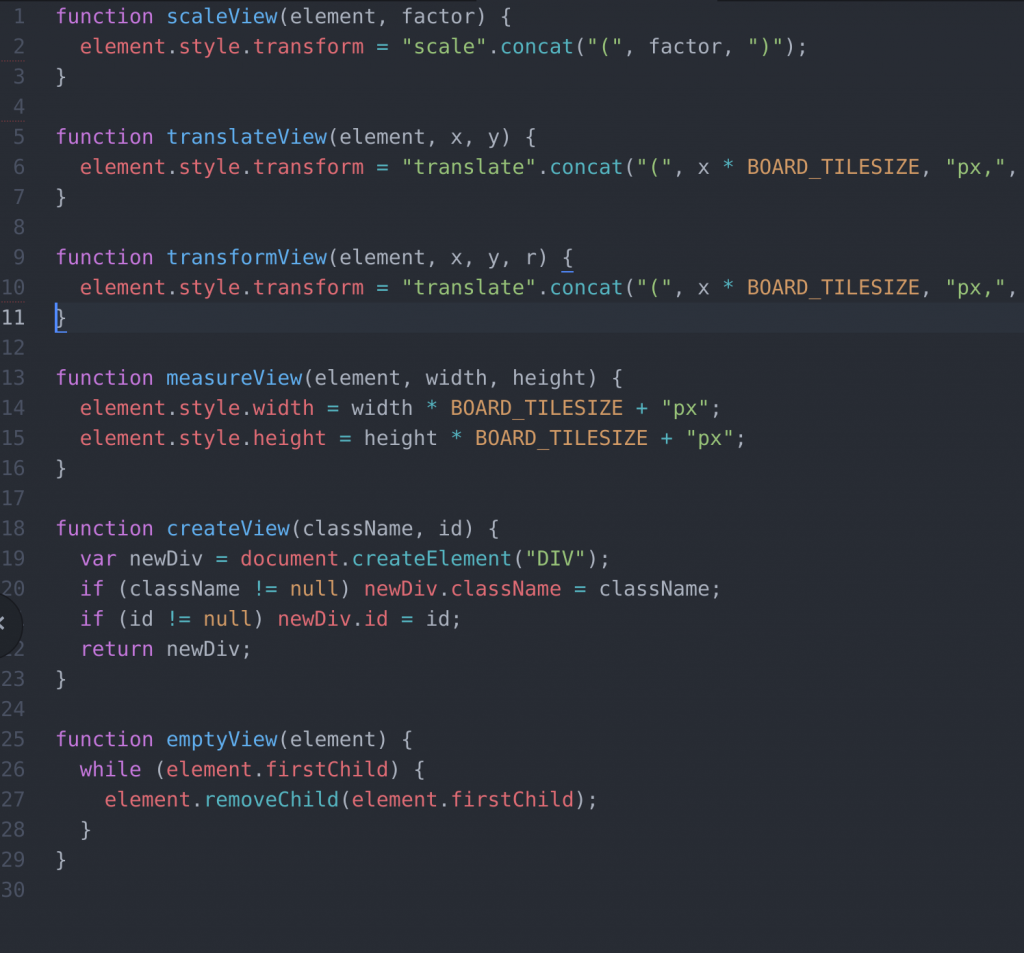 1 function scaleView(element, factor) {
2 element.style.transform = "scale".concat("(", factor, ")");
3 }
4
5 function translateView(element, x, y) {
6 element.style.transform = "translate".concat("(", x * BOARD_TILESIZE, "px,",
7 }
8
9 function transformView(element, x, y, r) {
10 element.style.transform = "translate".concat("(", x * BOARD_TILESIZE, "px,",
11 }
12
13 function measureView(element, width, height) {
14 element.style.width = width * BOARD_TILESIZE + "px";
15 element.style.height = height * BOARD_TILESIZE + "px";
16 }
17
18 function createView(className, id) {
19 var newDiv = document.createElement("DIV");
20 if (className != null) newDiv.className = className;
if (id != null) newDiv.id = id;
2 return newDiv;
23 }
24
25 function emptyView(element) {
26 while (element.firstChild) {
27 element.removeChild(element.firstChild);
28 }
29 }
30